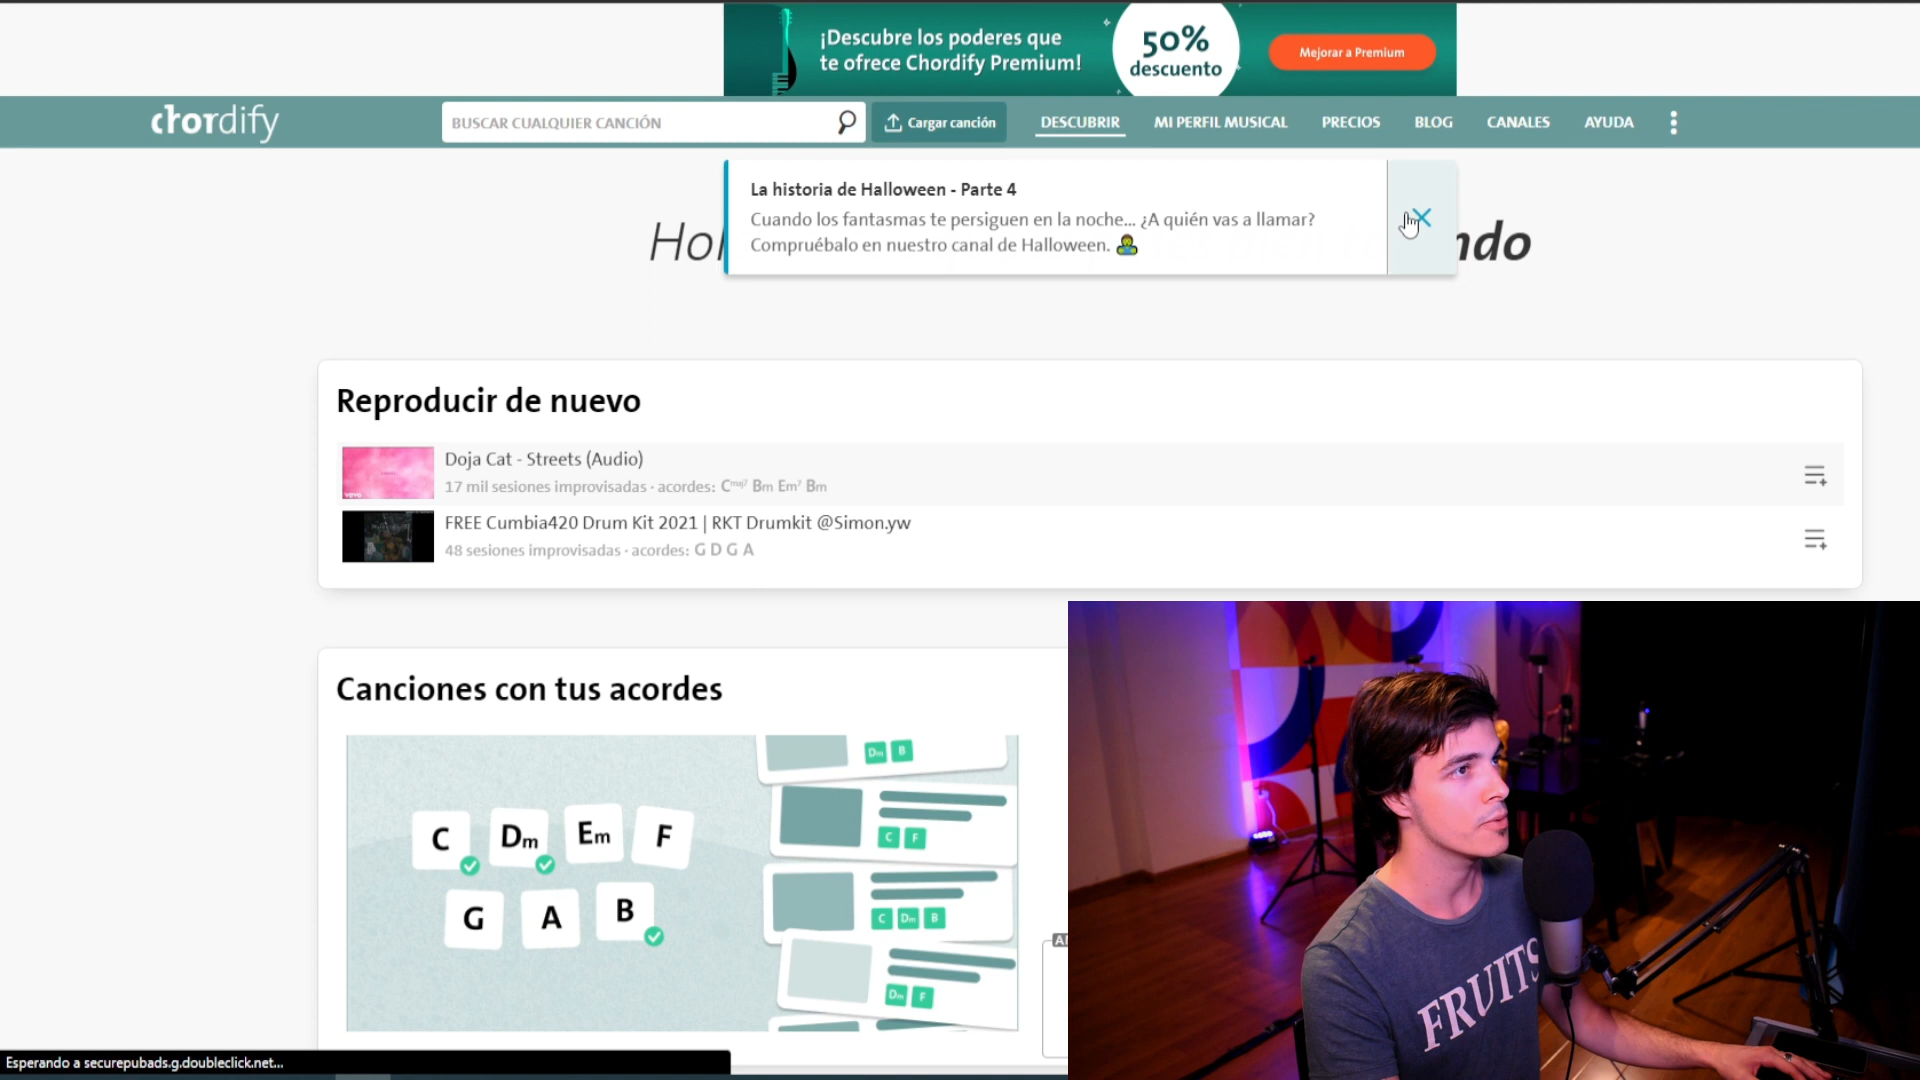 ¡Descubre los poderes que
te ofrece Chordify Premium!
50%
descuento
Mejorar a Premium
chordify
BUSCAR CUALQUIER CANCIÓN
Cargar canción
DESCUBRIR
MI PERFIL MUSICAL
PRECIOS
BLOG
CANALES
AYUDA
La historia de Halloween - Parte 4
Cuando los fantasmas te persiguen en la noche... ¿A quién vas a llamar?
Compruébalo en nuestro canal de Halloween.
Reproducir de nuevo
Doja Cat - Streets (Audio)
17 mil sesiones improvisadas · acordes: Cmaj7 Bm Em7 Bm
FREE Cumbia420 Drum Kit 2021 | RKT Drumkit @Simon.yw
48 sesiones improvisadas · acordes: G D G A
Canciones con tus acordes
C Dm Em F
G A B
Dm B
C F
C Dm B
Dm F
FRUITS
Esperando a securepubads.g.doubleclick.net...